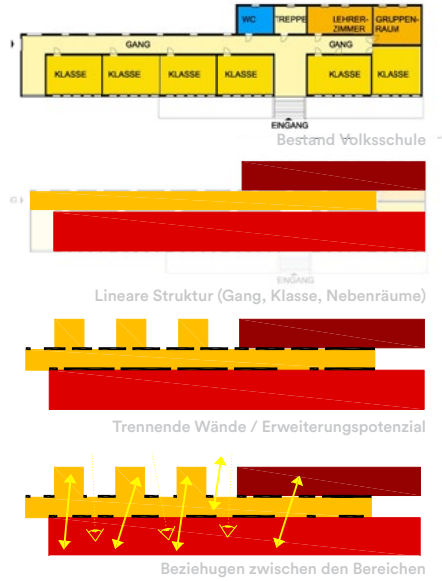 WC TREPPE LEHRER- GRUPPEN-
ZIMMER RAUM
GANG GANG
KLASSE KLASSE KLASSE KLASSE KLASSE KLASSE
EINGANG
Bestand Volksschule
EINGANG
Lineare Struktur (Gang, Klasse, Nebenräume)
Trennende Wände / Erweiterungspotenzial
Beziehugen zwischen den Bereichen